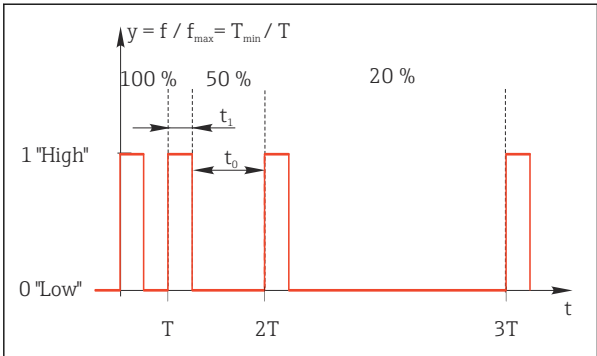 y = f / fmax = Tmin / T
100 % 50 % 20 %
t1
1 "High"
t0
0 "Low"
t
T 2T 3T